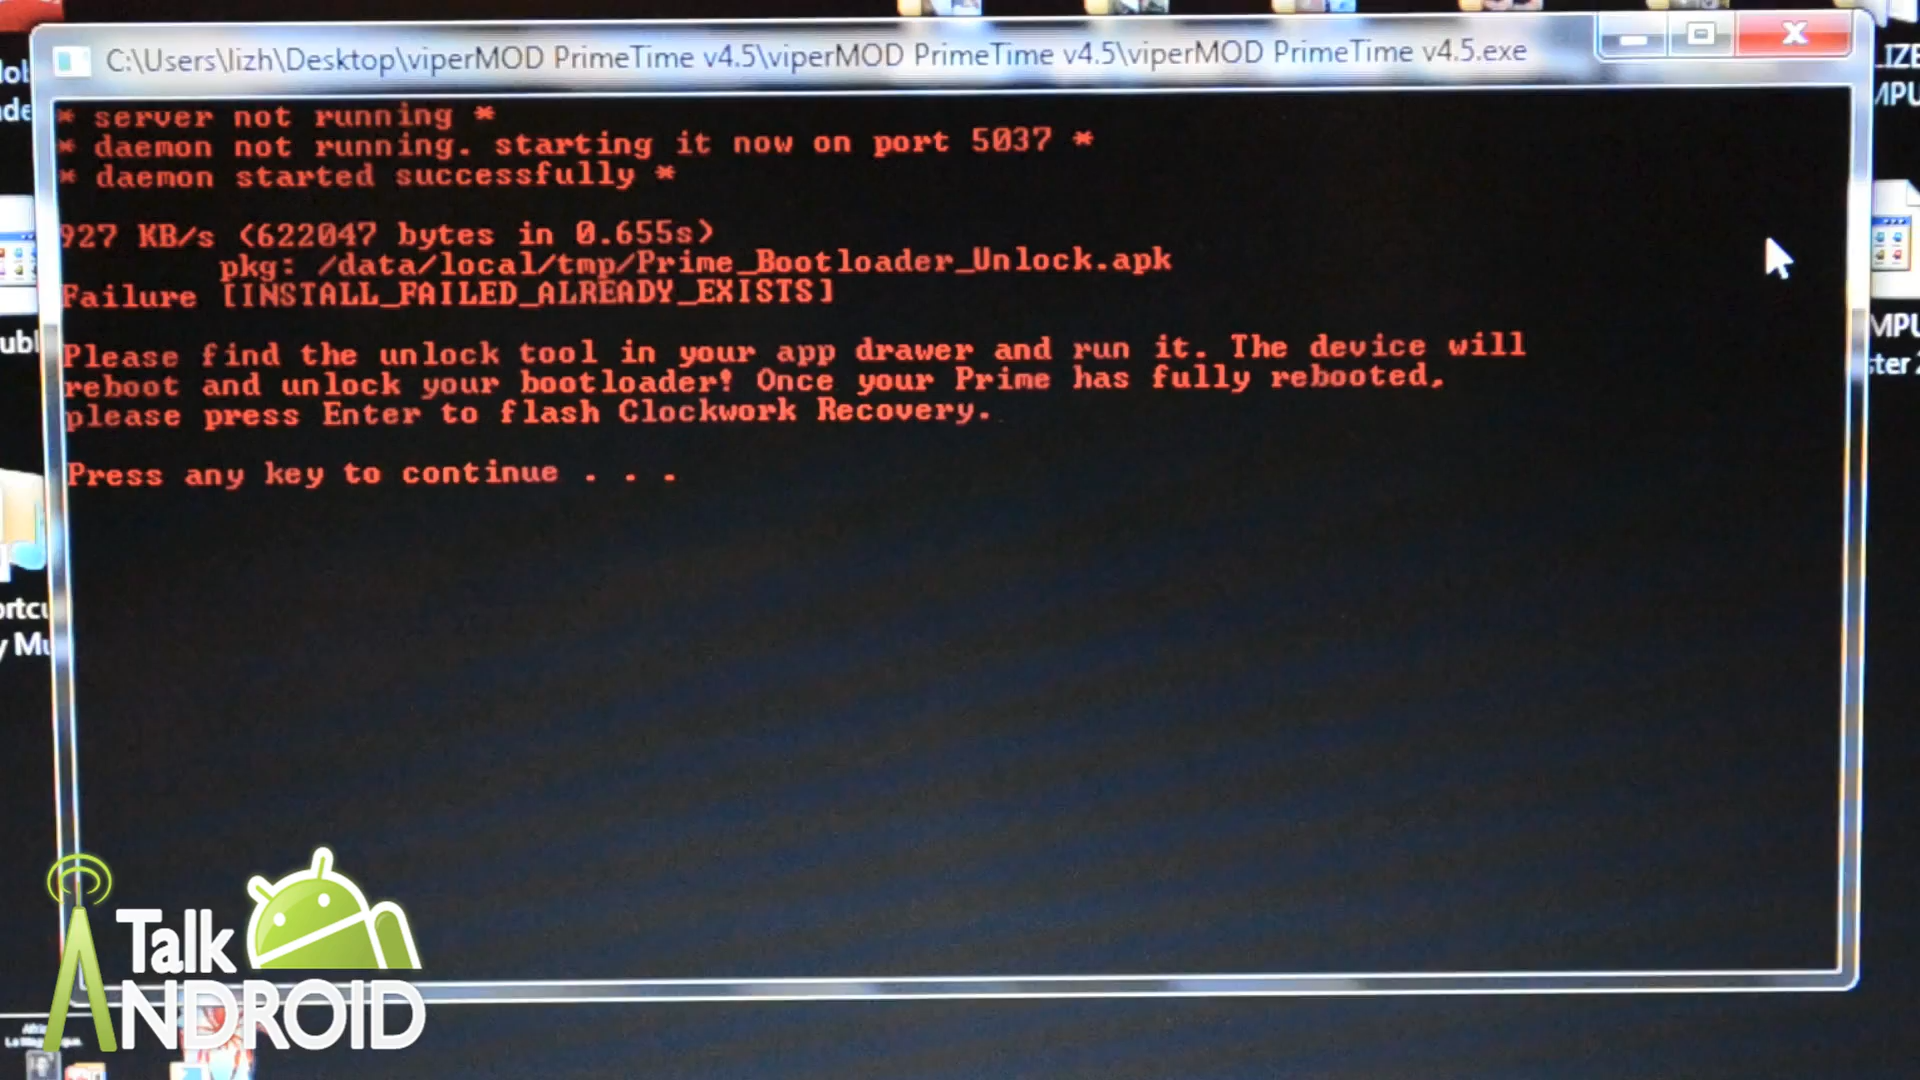 C:\Users\lizh\Desktop\viperMOD PrimeTime v4.5\viperMOD PrimeTime v4.5\viperMOD PrimeTime v4.5.exe
* server not running *
* daemon not running. starting it now on port 5037 *
* daemon started successfully *
927 KB/s (622047 bytes in 0.655s)
pkg: /data/local/tmp/Prime_Bootloader_Unlock.apk
Failure [INSTALL_FAILED_ALREADY_EXISTS]
Please find the unlock tool in your app drawer and run it. The device will
reboot and unlock your bootloader! Once your Prime has fully rebooted,
please press Enter to flash Clockwork Recovery.
Press any key to continue . . .
Talk
ANDROID